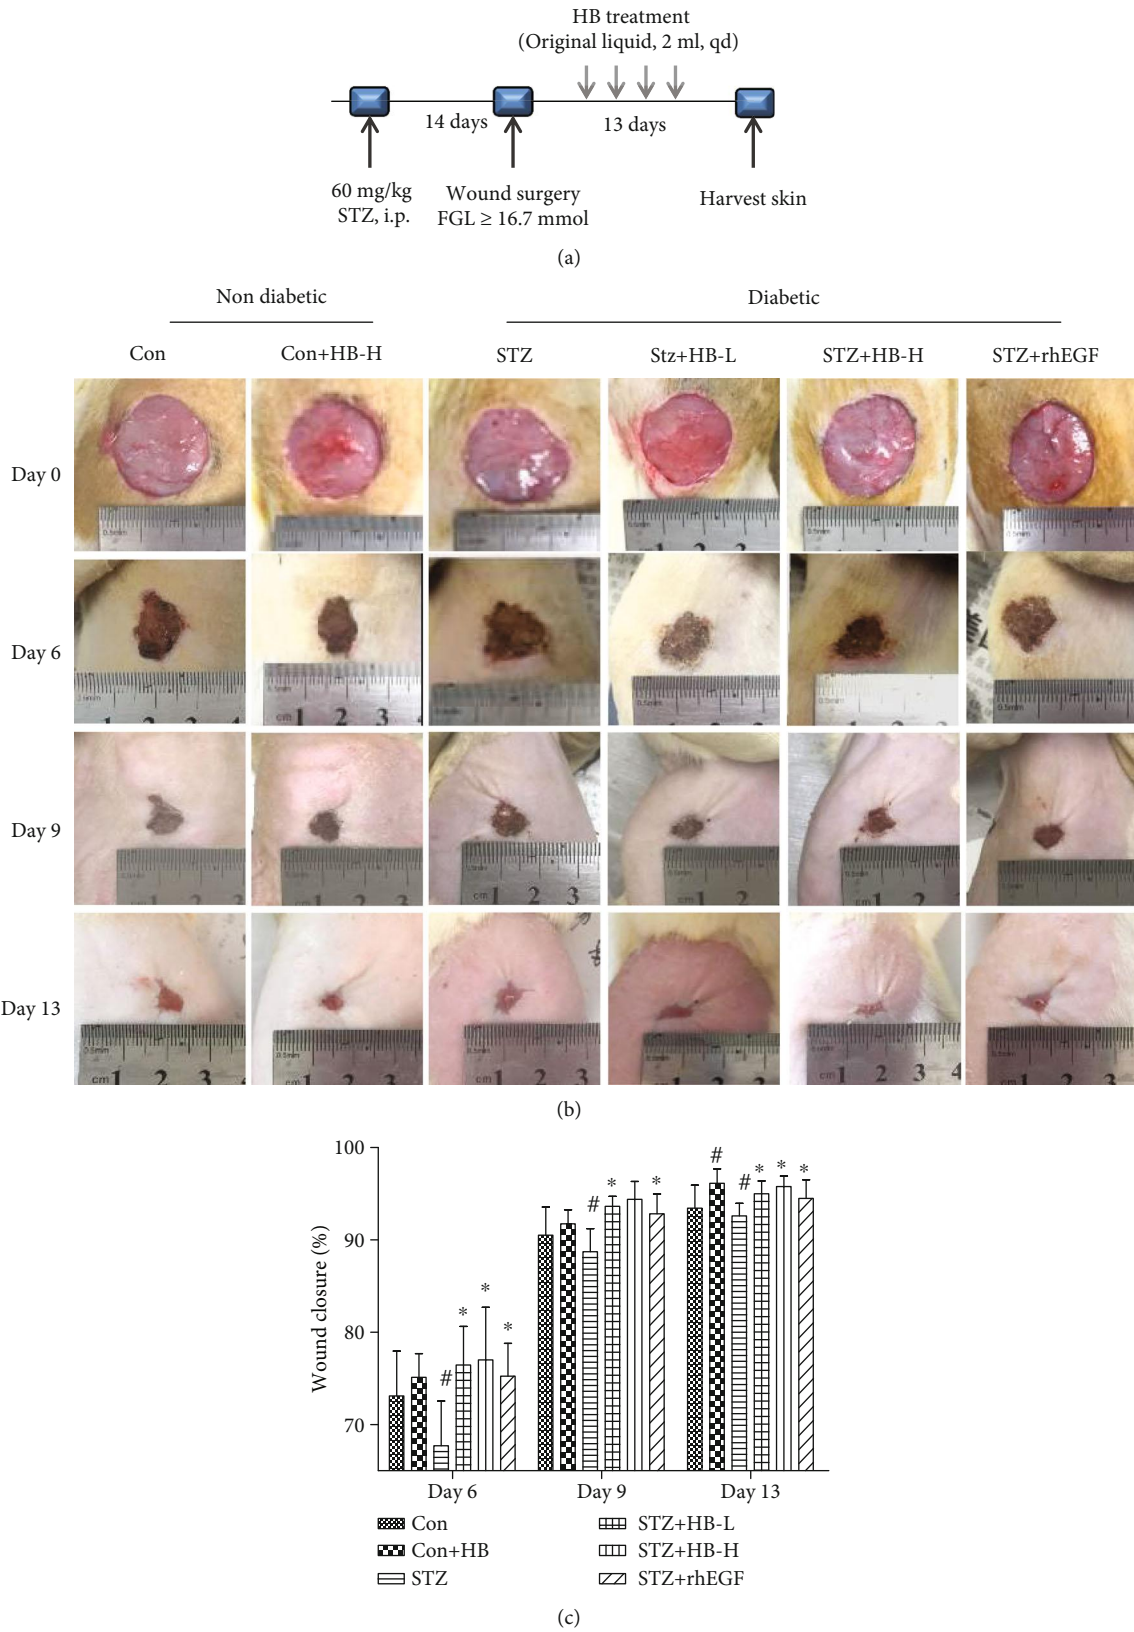 HB treatment
(Original liquid, 2 ml, qd)
14 days
13 days
60 mg/kg
STZ, i.p.
Wound surgery
FGL ≥ 16.7 mmol
Harvest skin
(a)
Non diabetic
Diabetic
Con
Con+HB-H
STZ
Stz+HB-L
STZ+HB-H
STZ+rhEGF
Day 0
Day 6
Day 9
Day 13
(b)
Wound closure (%)
100
90
80
70
#
*
*
*
#
*
*
#
#
*
*
*
Day 6
Day 9
Day 13
Con
Con+HB
STZ
STZ+HB-L
STZ+HB-H
STZ+rhEGF
(c)